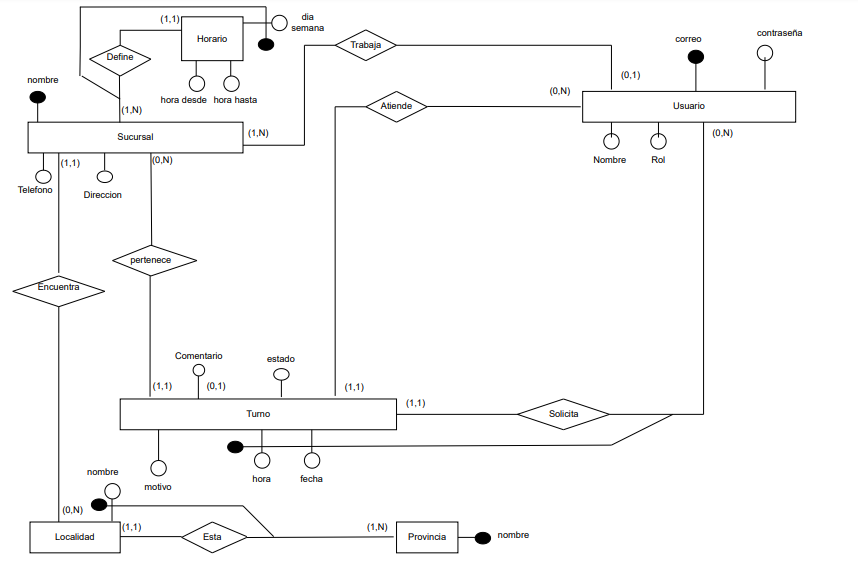 (1,1)
dia
semana
Horario
Trabaja
correo
contraseña
Define
nombre
hora desde
hora hasta
(0,1)
(0,N)
Atiende
Usuario
(1,N)
Sucursal
(1,N)
(0,N)
(1,1)
(0,N)
Nombre
Rol
Telefono
Direccion
pertenece
Encuentra
Comentario
estado
(1,1)
(0,1)
(1,1)
(1,1)
Turno
Solicita
nombre
motivo
hora
fecha
(0,N)
(1,1)
(1,N)
Localidad
Esta
Provincia
nombre